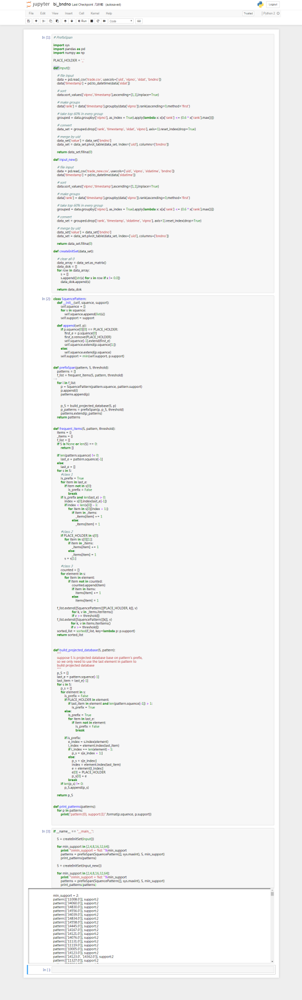 jupyter bi_bndno Last Checkpoint: 几秒前 (autosaved)
Logout
File Edit View Insert Cell Kernel Help
Trusted Python 2
Run Code
In [1]: # PrefixSpan
import sys
import pandas as pd
import numpy as np
PLACE_HOLDER = '_'
def input():
# file input
data = pd.read_csv('trade.csv', usecols=['uid', 'vipno', 'sldat', 'bndno'])
data['timestamp'] = pd.to_datetime(data['sldat'])
# sort
data.sort_values(['vipno','timestamp'],ascending=[1,1],inplace=True)
# make groups
data['rank'] = data['timestamp'].groupby(data['vipno']).rank(ascending=0,method='first')
# take top 60% in every group
grouped = data.groupby(['vipno'], as_index = True).apply(lambda x: x[x['rank'] <= (0.6 * x['rank'].max())])
# convert
data_set = grouped.drop(['rank', 'timestamp', 'sldat', 'vipno'], axis=1).reset_index(drop=True)
# merge by uid
data_set['value'] = data_set['bndno']
data_set = data_set.pivot_table(data_set, index=['uid'], columns=['bndno'])
return data_set.fillna(0)
def input_new():
# file input
data = pd.read_csv('trade_new.csv', usecols=['uid', 'vipno', 'sldatime', 'bndno'])
data['timestamp'] = pd.to_datetime(data['sldatime'])
# sort
data.sort_values(['vipno','timestamp'],ascending=[1,1],inplace=True)
# make groups
data['rank'] = data['timestamp'].groupby(data['vipno']).rank(ascending=0,method='first')
# take top 60% in every group
grouped = data.groupby(['vipno'], as_index = True).apply(lambda x: x[x['rank'] <= (0.6 * x['rank'].max())])
# convert
data_set = grouped.drop(['rank', 'timestamp', 'sldatime', 'vipno'], axis=1).reset_index(drop=True)
# merge by uid
data_set['value'] = data_set['bndno']
data_set = data_set.pivot_table(data_set, index=['uid'], columns=['bndno'])
return data_set.fillna(0)
def createInitSet(data_set):
# clear all 0
data_array = data_set.as_matrix()
data_dok = []
for row in data_array:
s = []
s.append([str(x) for x in row if x != 0.0])
data_dok.append(s)
return data_dok
In [2]: class SquencePattern:
def __init__(self, squence, support):
self.squence = []
for s in squence:
self.squence.append(list(s))
self.support = support
def append(self, p):
if p.squence[0][0] == PLACE_HOLDER:
first_e = p.squence[0]
first_e.remove(PLACE_HOLDER)
self.squence[-1].extend(first_e)
self.squence.extend(p.squence[1:])
else:
self.squence.extend(p.squence)
self.support = min(self.support, p.support)
def prefixSpan(pattern, S, threshold):
patterns = []
f_list = frequent_items(S, pattern, threshold)
for i in f_list:
p = SquencePattern(pattern.squence, pattern.support)
p.append(i)
patterns.append(p)
p_S = build_projected_database(S, p)
p_patterns = prefixSpan(p, p_S, threshold)
patterns.extend(p_patterns)
return patterns
def frequent_items(S, pattern, threshold):
items = {}
_items = {}
f_list = []
if S is None or len(S) == 0:
return []
if len(pattern.squence) != 0:
last_e = pattern.squence[-1]
else:
last_e = []
for s in S:
#class 1
is_prefix = True
for item in last_e:
if item not in s[0]:
is_prefix = False
break
if is_prefix and len(last_e) > 0:
index = s[0].index(last_e[-1])
if index < len(s[0]) - 1:
for item in s[0][index + 1:]:
if item in _items:
_items[item] += 1
else:
_items[item] = 1
#class 2
if PLACE_HOLDER in s[0]:
for item in s[0][1:]:
if item in _items:
_items[item] += 1
else:
_items[item] = 1
s = s[1:]
#class 3
counted = []
for element in s:
for item in element:
if item not in counted:
counted.append(item)
if item in items:
items[item] += 1
else:
items[item] = 1
f_list.extend([SquencePattern([[PLACE_HOLDER, k]], v)
for k, v in _items.iteritems()
if v >= threshold])
f_list.extend([SquencePattern([[k]], v)
for k, v in items.iteritems()
if v >= threshold])
sorted_list = sorted(f_list, key=lambda p: p.support)
return sorted_list
def build_projected_database(S, pattern):
"""
suppose S is projected database base on pattern's prefix,
so we only need to use the last element in pattern to
build projected database
"""
p_S = []
last_e = pattern.squence[-1]
last_item = last_e[-1]
for s in S:
p_s = []
for element in s:
is_prefix = False
if PLACE_HOLDER in element:
if last_item in element and len(pattern.squence[-1]) > 1:
is_prefix = True
else:
is_prefix = True
for item in last_e:
if item not in element:
is_prefix = False
break
if is_prefix:
e_index = s.index(element)
i_index = element.index(last_item)
if i_index == len(element) - 1:
p_s = s[e_index + 1:]
else:
p_s = s[e_index:]
index = element.index(last_item)
e = element[i_index:]
e[0] = PLACE_HOLDER
p_s[0] = e
break
if len(p_s) != 0:
p_S.append(p_s)
return p_S
def print_patterns(patterns):
for p in patterns:
print("pattern:{0}, support:{1}".format(p.squence, p.support))
In [3]: if __name__ == "__main__":
S = createInitSet(input())
for min_support in [2,4,8,16,32,64]:
print "\nmin_support = %d: "%min_support
patterns = prefixSpan(SquencePattern([], sys.maxint), S, min_support)
print_patterns(patterns)
S = createInitSet(input_new())
for min_support in [2,4,8,16,32,64]:
print "\nmin_support = %d: "%min_support
patterns = prefixSpan(SquencePattern([], sys.maxint), S, min_support)
print_patterns(patterns)
min_support = 2:
pattern:[['11008.0']], support:2
pattern:[['34060.0']], support:2
pattern:[['14830.0']], support:2
pattern:[['14556.0']], support:2
pattern:[['34039.0']], support:2
pattern:[['14834.0']], support:2
pattern:[['14558.0']], support:2
pattern:[['14445.0']], support:2
pattern:[['14167.0']], support:2
pattern:[['14121.0']], support:2
pattern:[['14076.0']], support:2
pattern:[['11131.0']], support:2
pattern:[['11119.0']], support:2
pattern:[['10005.0']], support:2
pattern:[['14123.0']], support:2
pattern:[['14123.0', '14362.0']], support:2
pattern:[['11327.0']], support:2
In [ ]: